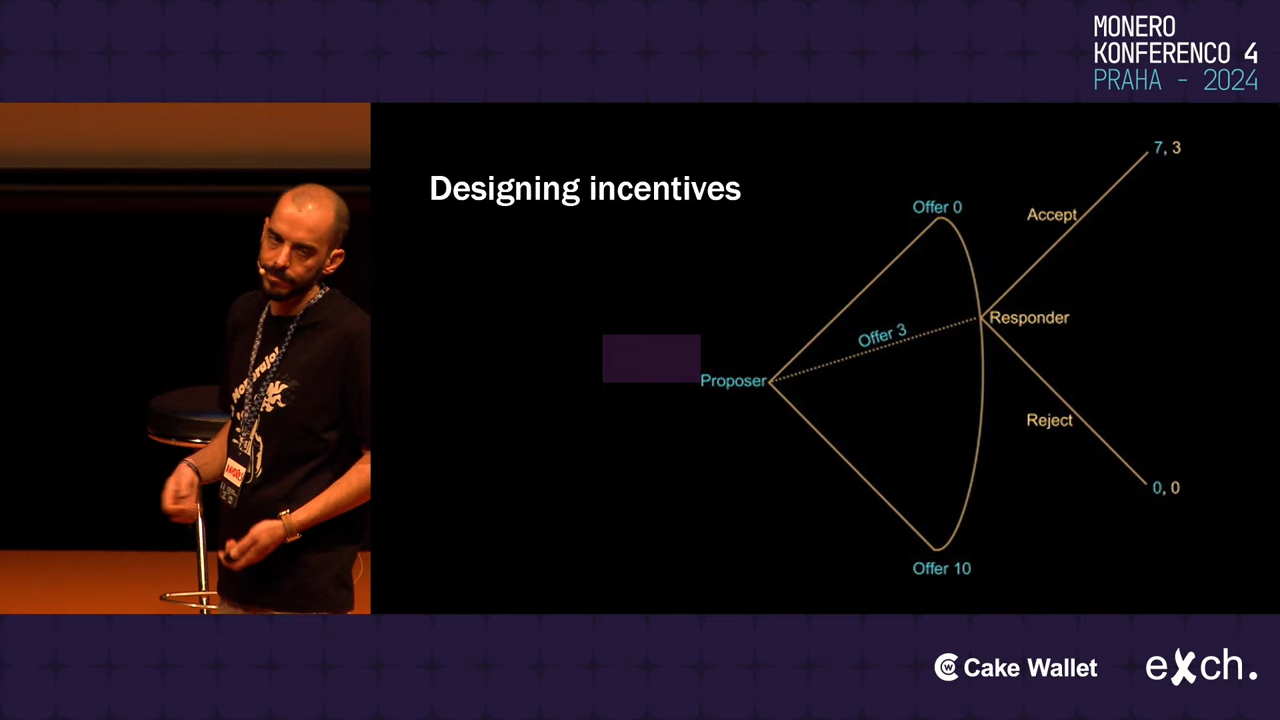 MONERO
KONFERENCO 4
PRAHA - 2024
Designing incentives
Offer 0
7, 3
Accept
Responder
Offer 3
Proposer
Reject
0, 0
Offer 10
Cake Wallet
eXch.